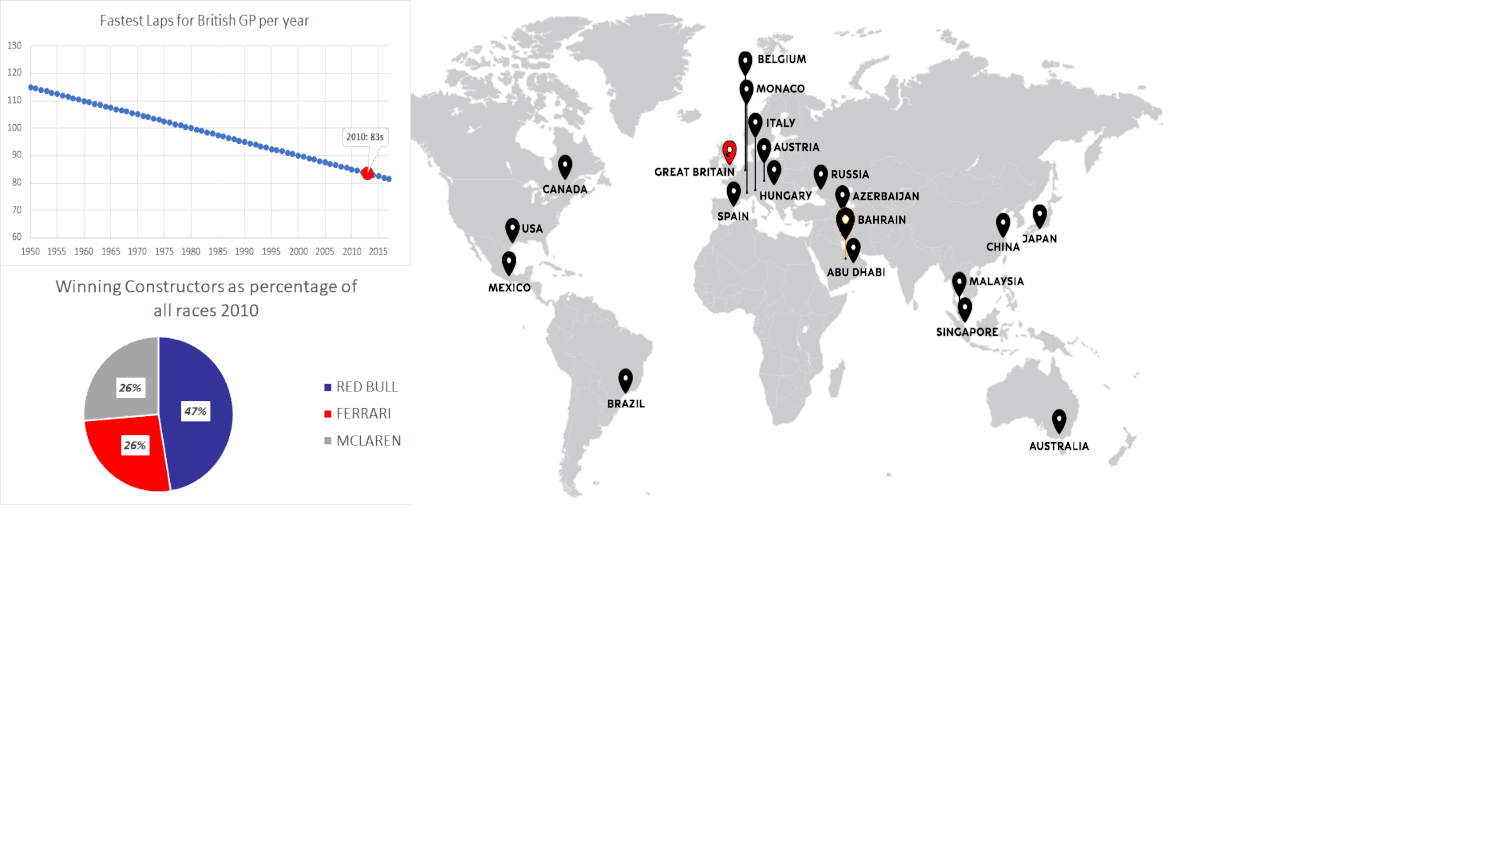 Fastest Laps for British GP per year
130
120
110
100
90
80
70
60
2010: 83s
1950 1955 1960 1965 1970 1975 1980 1985 1990 1995 2000 2005 2010 2015
Winning Constructors as percentage of
all races 2010
26%
47%
26%
RED BULL
FERRARI
MCLAREN
BELGIUM
MONACO
ITALY
AUSTRIA
GREAT BRITAIN
RUSSIA
CANADA
HUNGARY
AZERBAIJAN
SPAIN
BAHRAIN
USA
JAPAN
CHINA
ABU DHABI
MALAYSIA
MEXICO
SINGAPORE
BRAZIL
AUSTRALIA